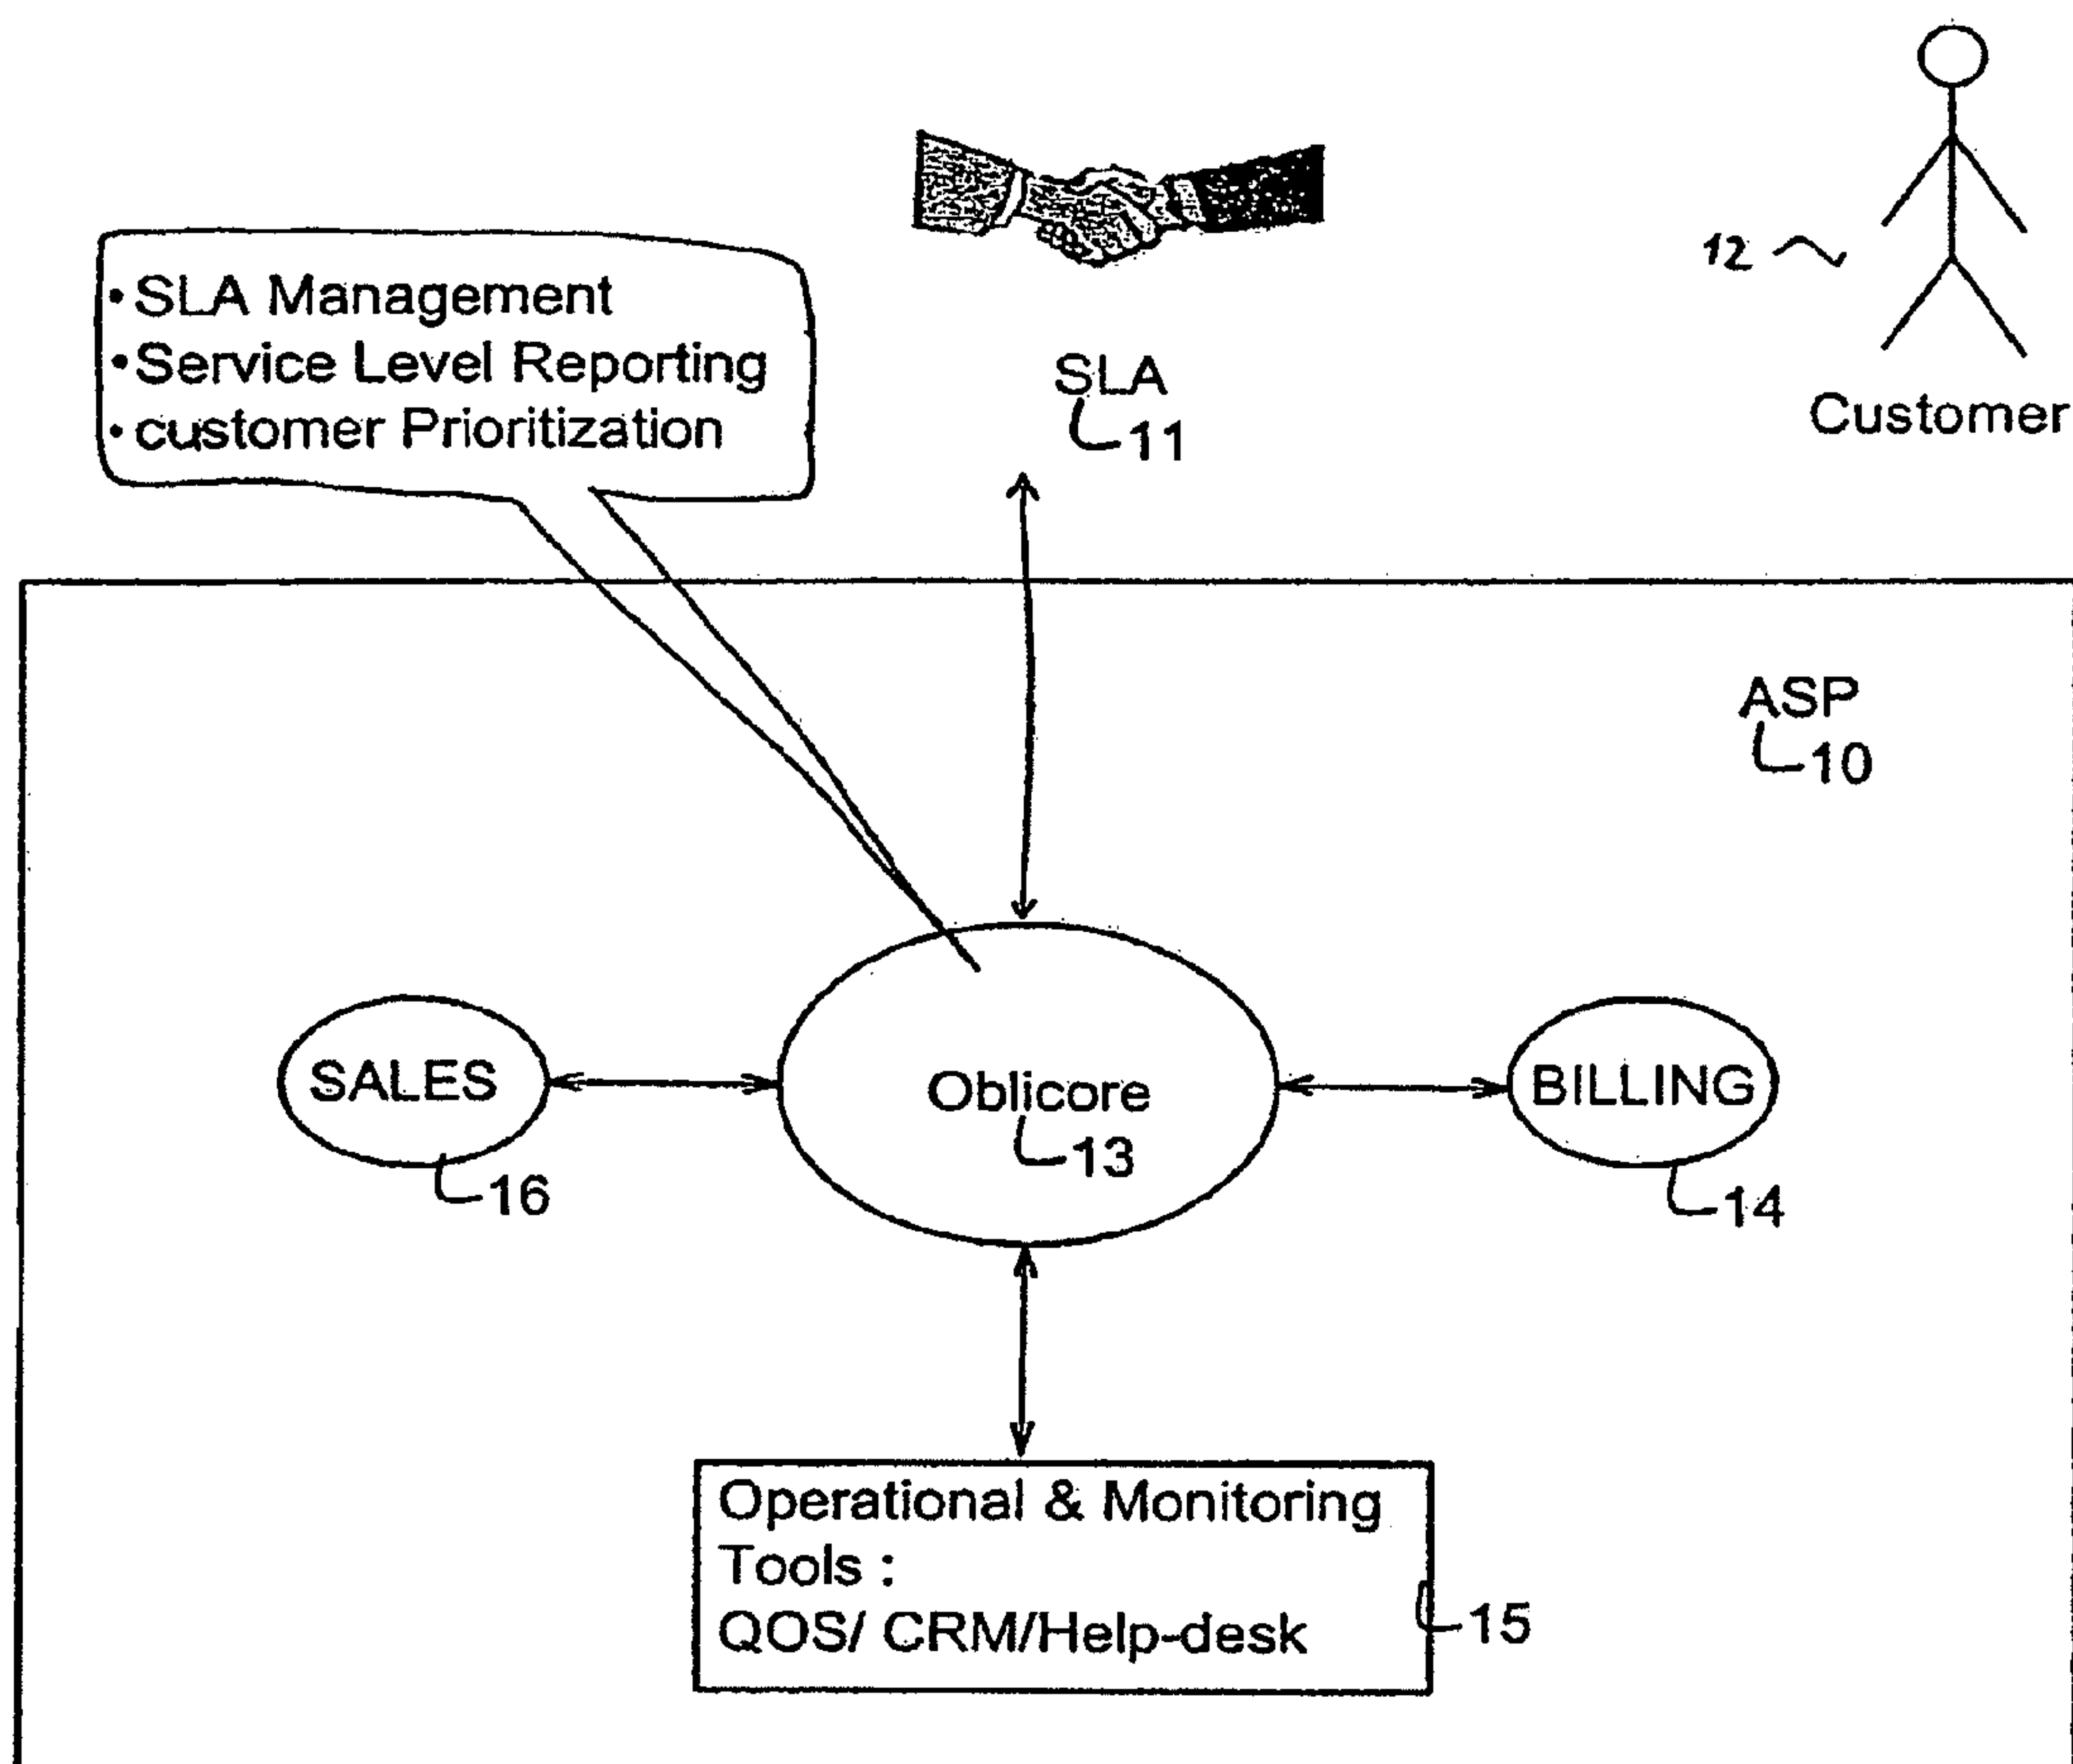 12
•SLA Management
•Service Level Reporting
•customer Prioritization
SLA
11
Customer
ASP
10
SALES
16
Oblicore
13
BILLING
14
Operational & Monitoring
Tools :
QOS/ CRM/Help-desk
15